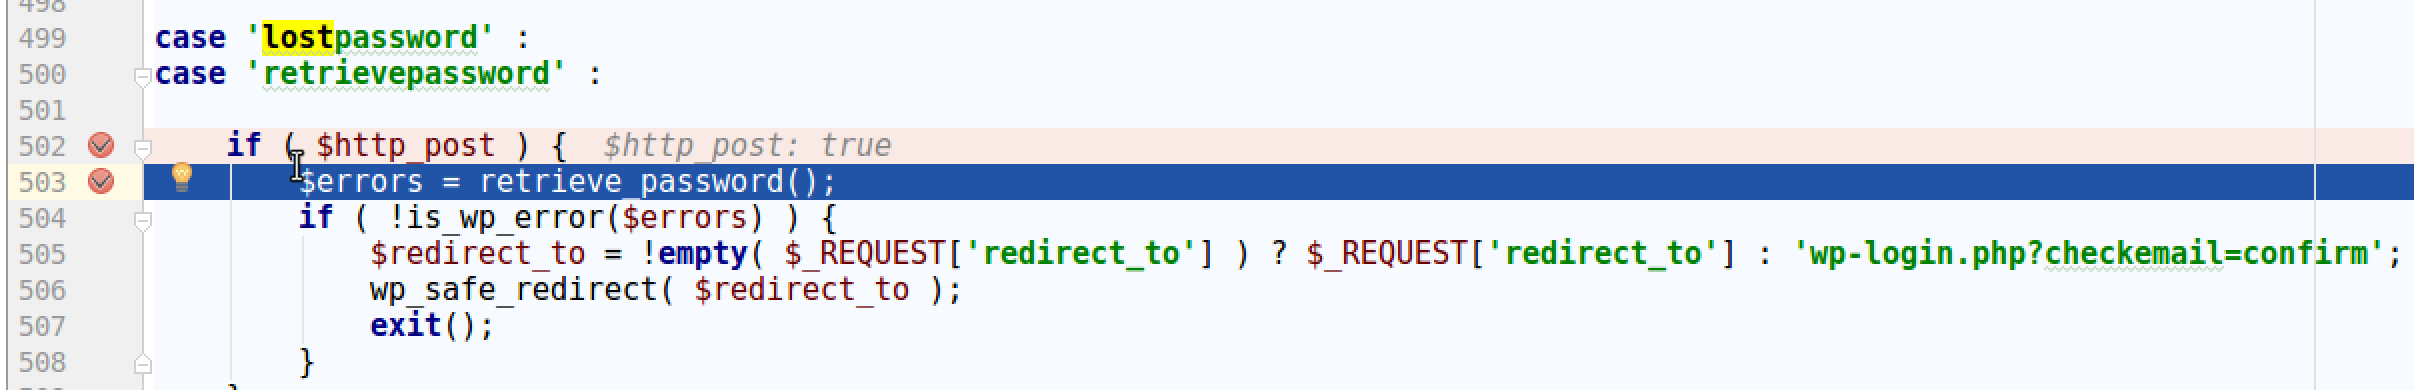 498
499 case 'lostpassword' :
500 case 'retrievepassword' :
501
502 if ( $http_post ) { $http_post: true
503 $errors = retrieve_password();
504 if ( !is_wp_error($errors) ) {
505 $redirect_to = !empty( $_REQUEST['redirect_to'] ) ? $_REQUEST['redirect_to'] : 'wp-login.php?checkemail=confirm';
506 wp_safe_redirect( $redirect_to );
507 exit();
508 }